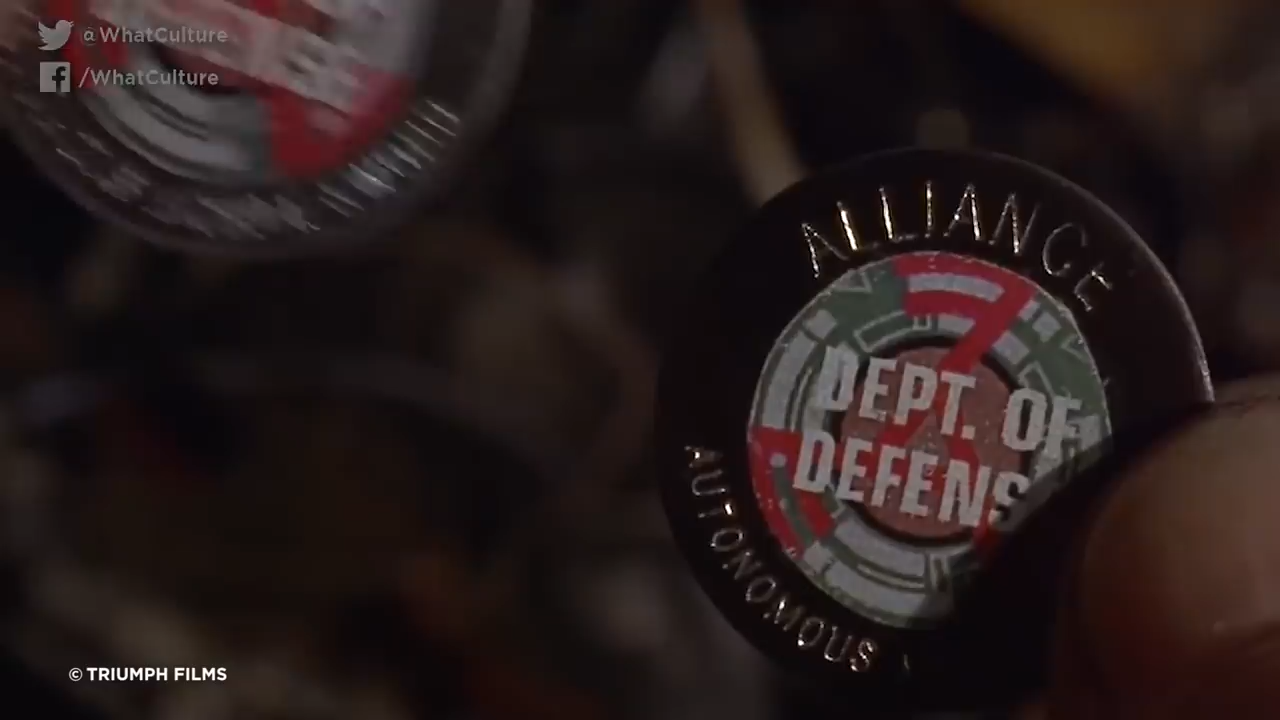 @WhatCulture
/WhatCulture
ALLIANCE
DEPT. OF
DEFENS
AUTONOMOUS
© TRIUMPH FILMS